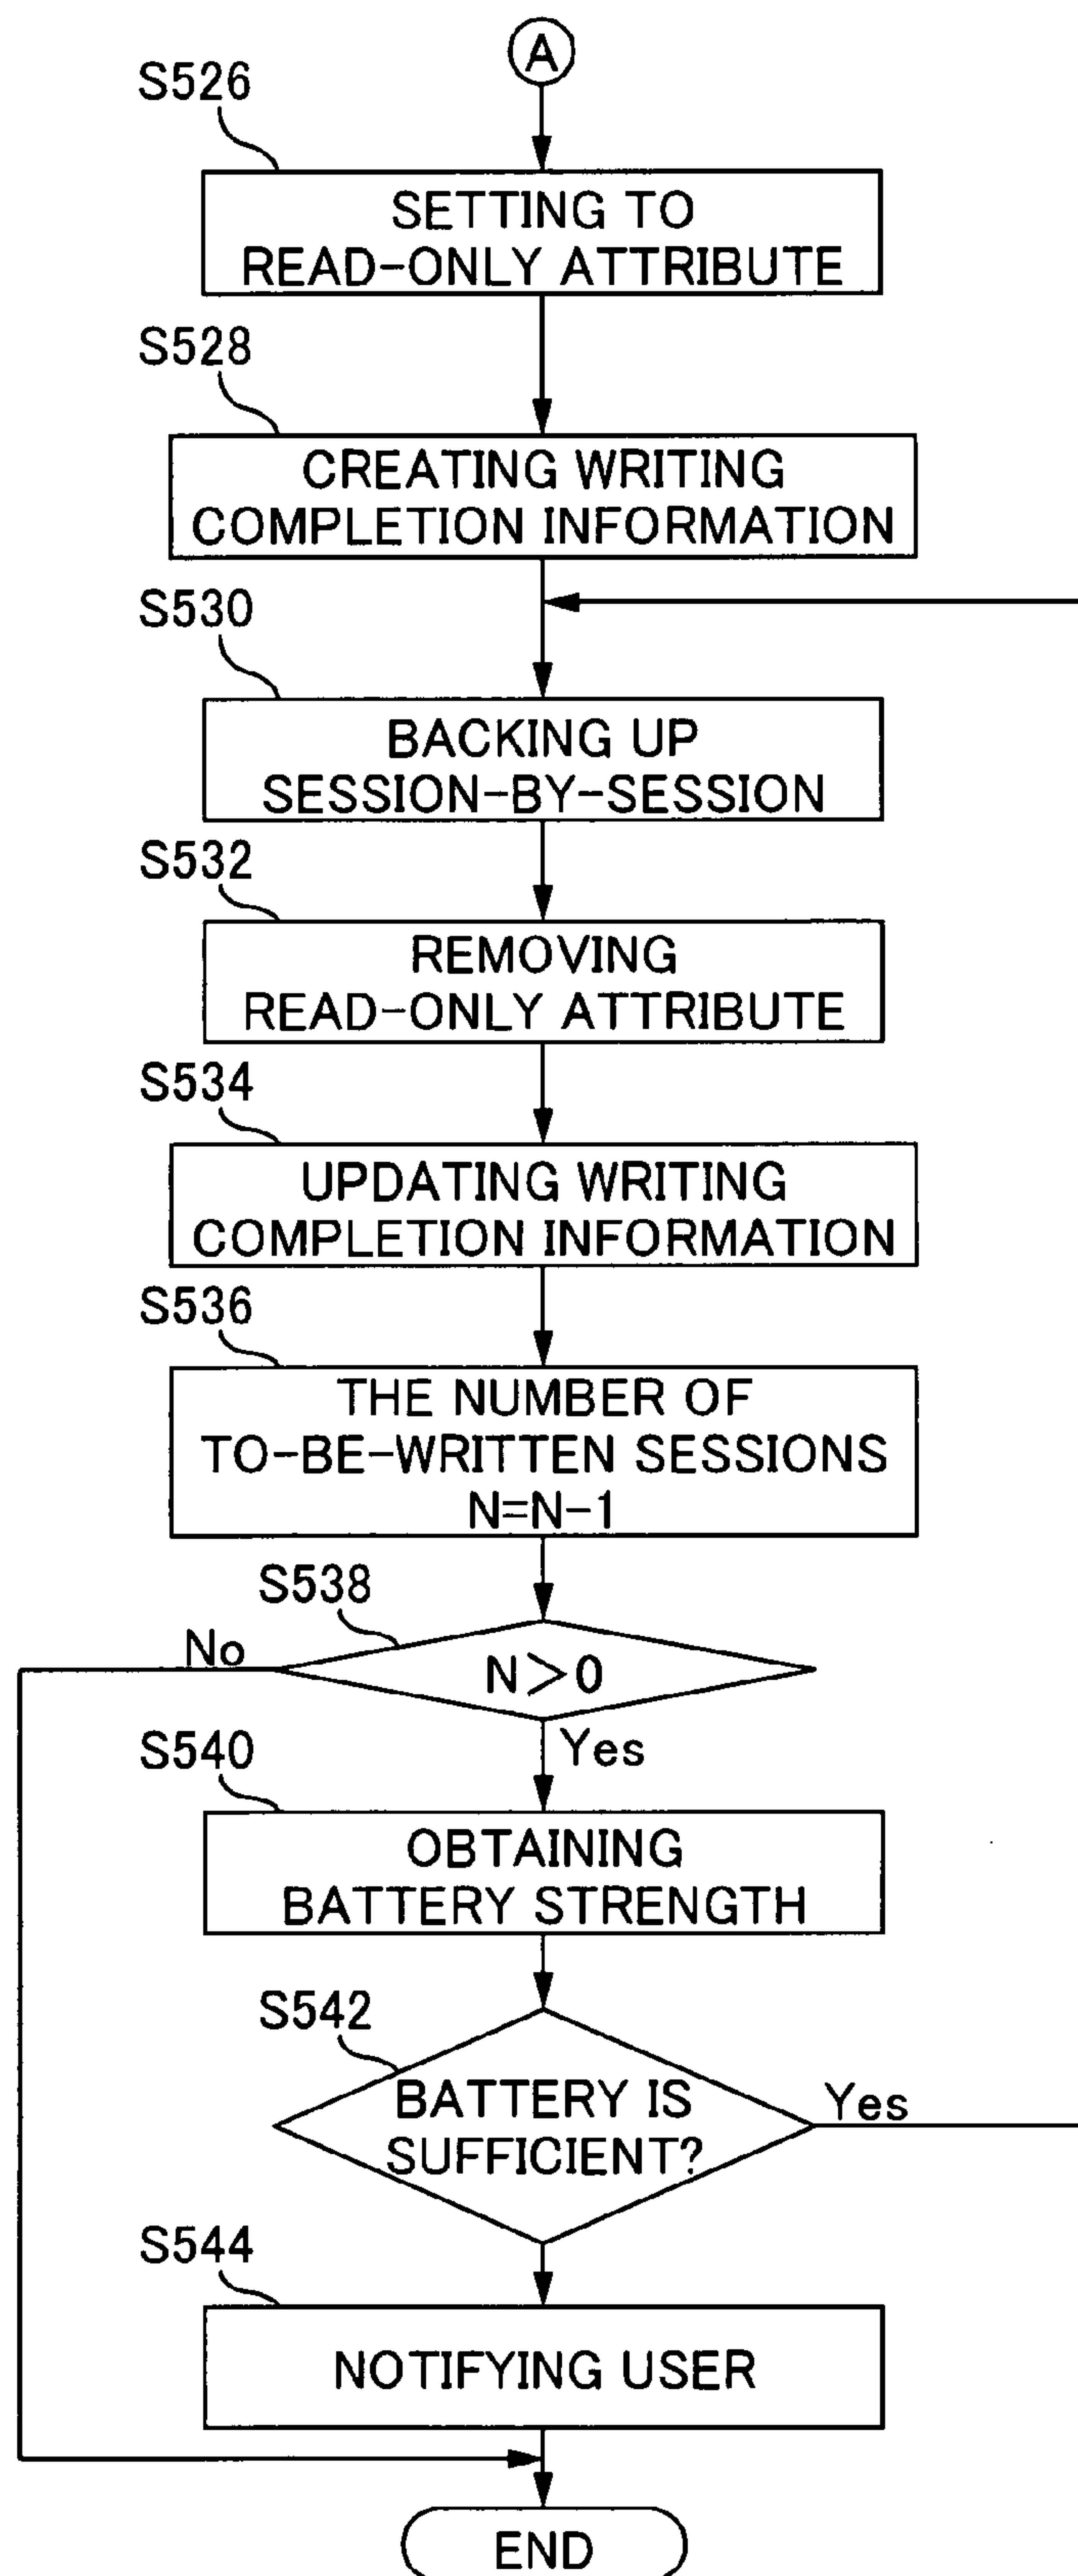 A
S526
SETTING TO
READ-ONLY ATTRIBUTE
S528
CREATING WRITING
COMPLETION INFORMATION
S530
BACKING UP
SESSION-BY-SESSION
S532
REMOVING
READ-ONLY ATTRIBUTE
S534
UPDATING WRITING
COMPLETION INFORMATION
S536
THE NUMBER OF
TO-BE-WRITTEN SESSIONS
N=N-1
S538
No
N>0
Yes
S540
OBTAINING
BATTERY STRENGTH
S542
BATTERY IS
SUFFICIENT?
Yes
S544
NOTIFYING USER
END